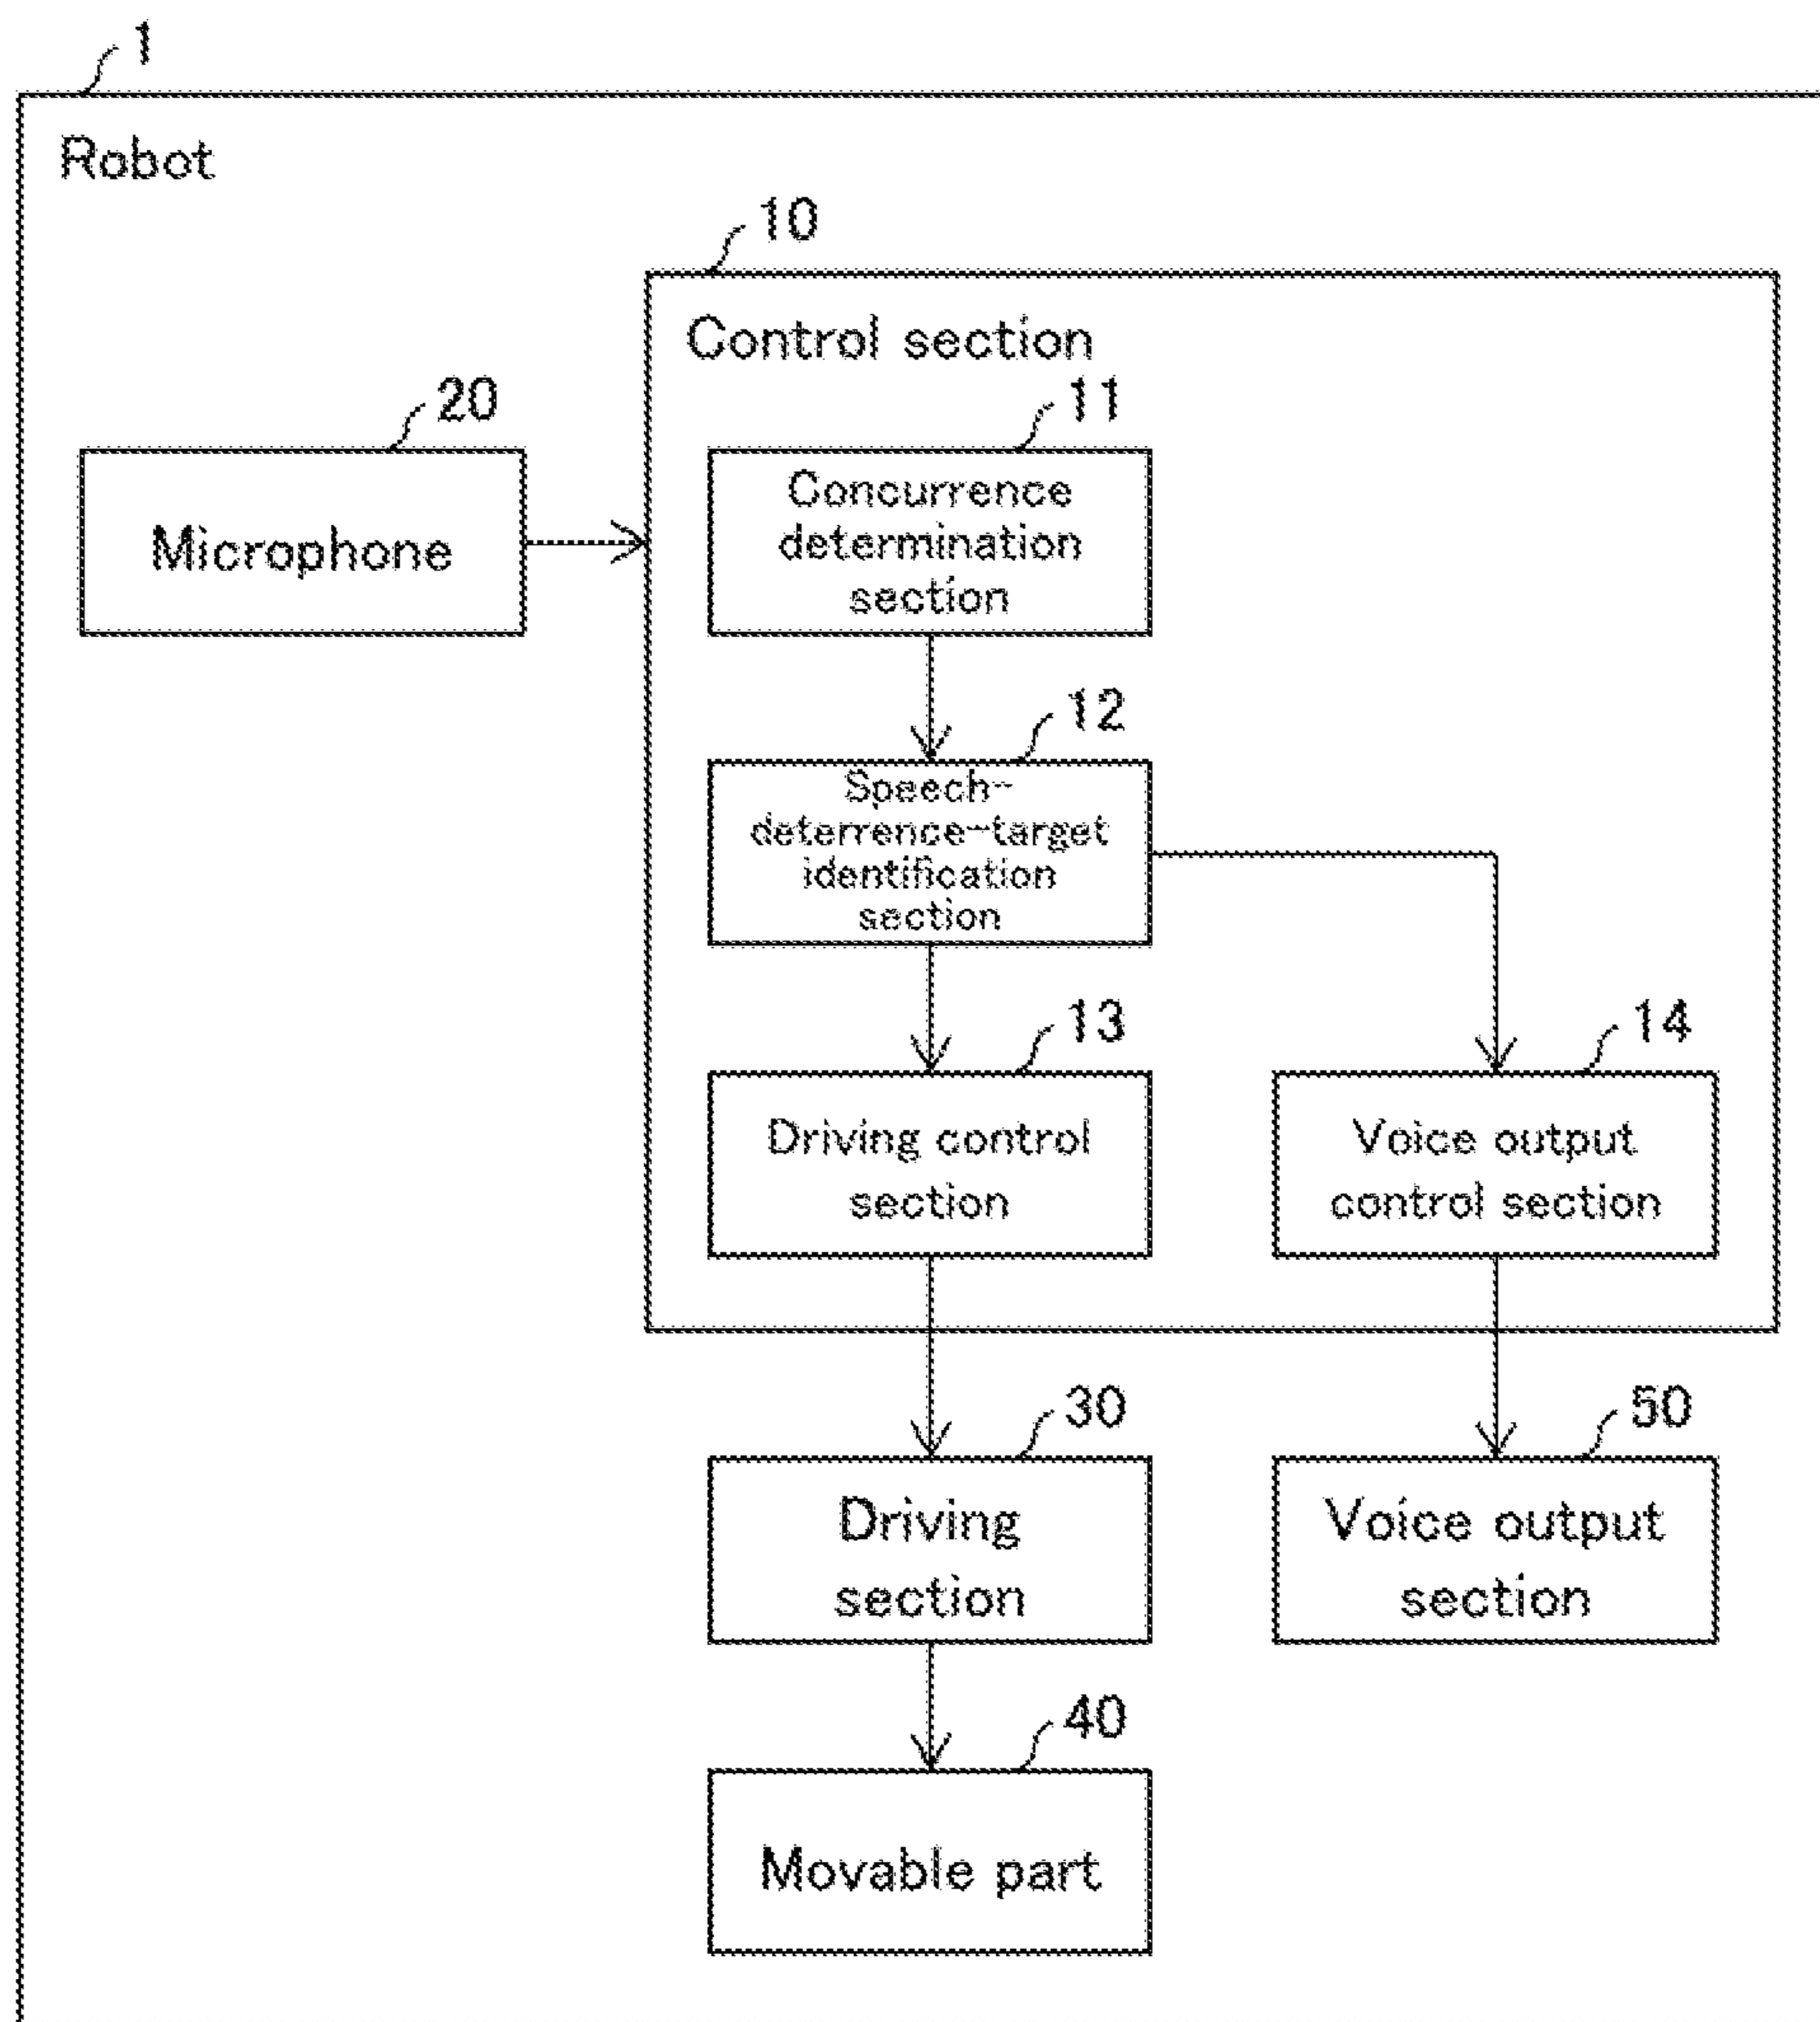 1
Robot
10
Control section
20
Microphone
11
Concurrence
determination
section
12
Speech-
deterrence-target
identification
section
13
Driving control
section
14
Voice output
control section
30
Driving
section
50
Voice output
section
40
Movable part